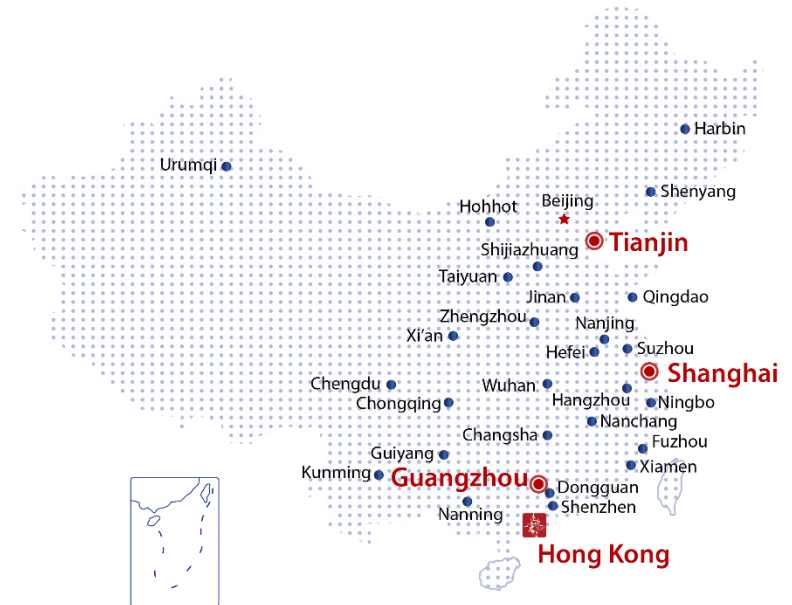 Harbin
Urumqi
Shenyang
Beijing
Hohhot
Tianjin
Shijiazhuang
Taiyuan
Jinan
Qingdao
Zhengzhou
Nanjing
Xi'an
Hefei
Suzhou
Shanghai
Chengdu
Wuhan
Hangzhou
Chongqing
Ningbo
Nanchang
Changsha
Fuzhou
Guiyang
Xiamen
Kunming
Guangzhou
Dongguan
Shenzhen
Nanning
Hong Kong